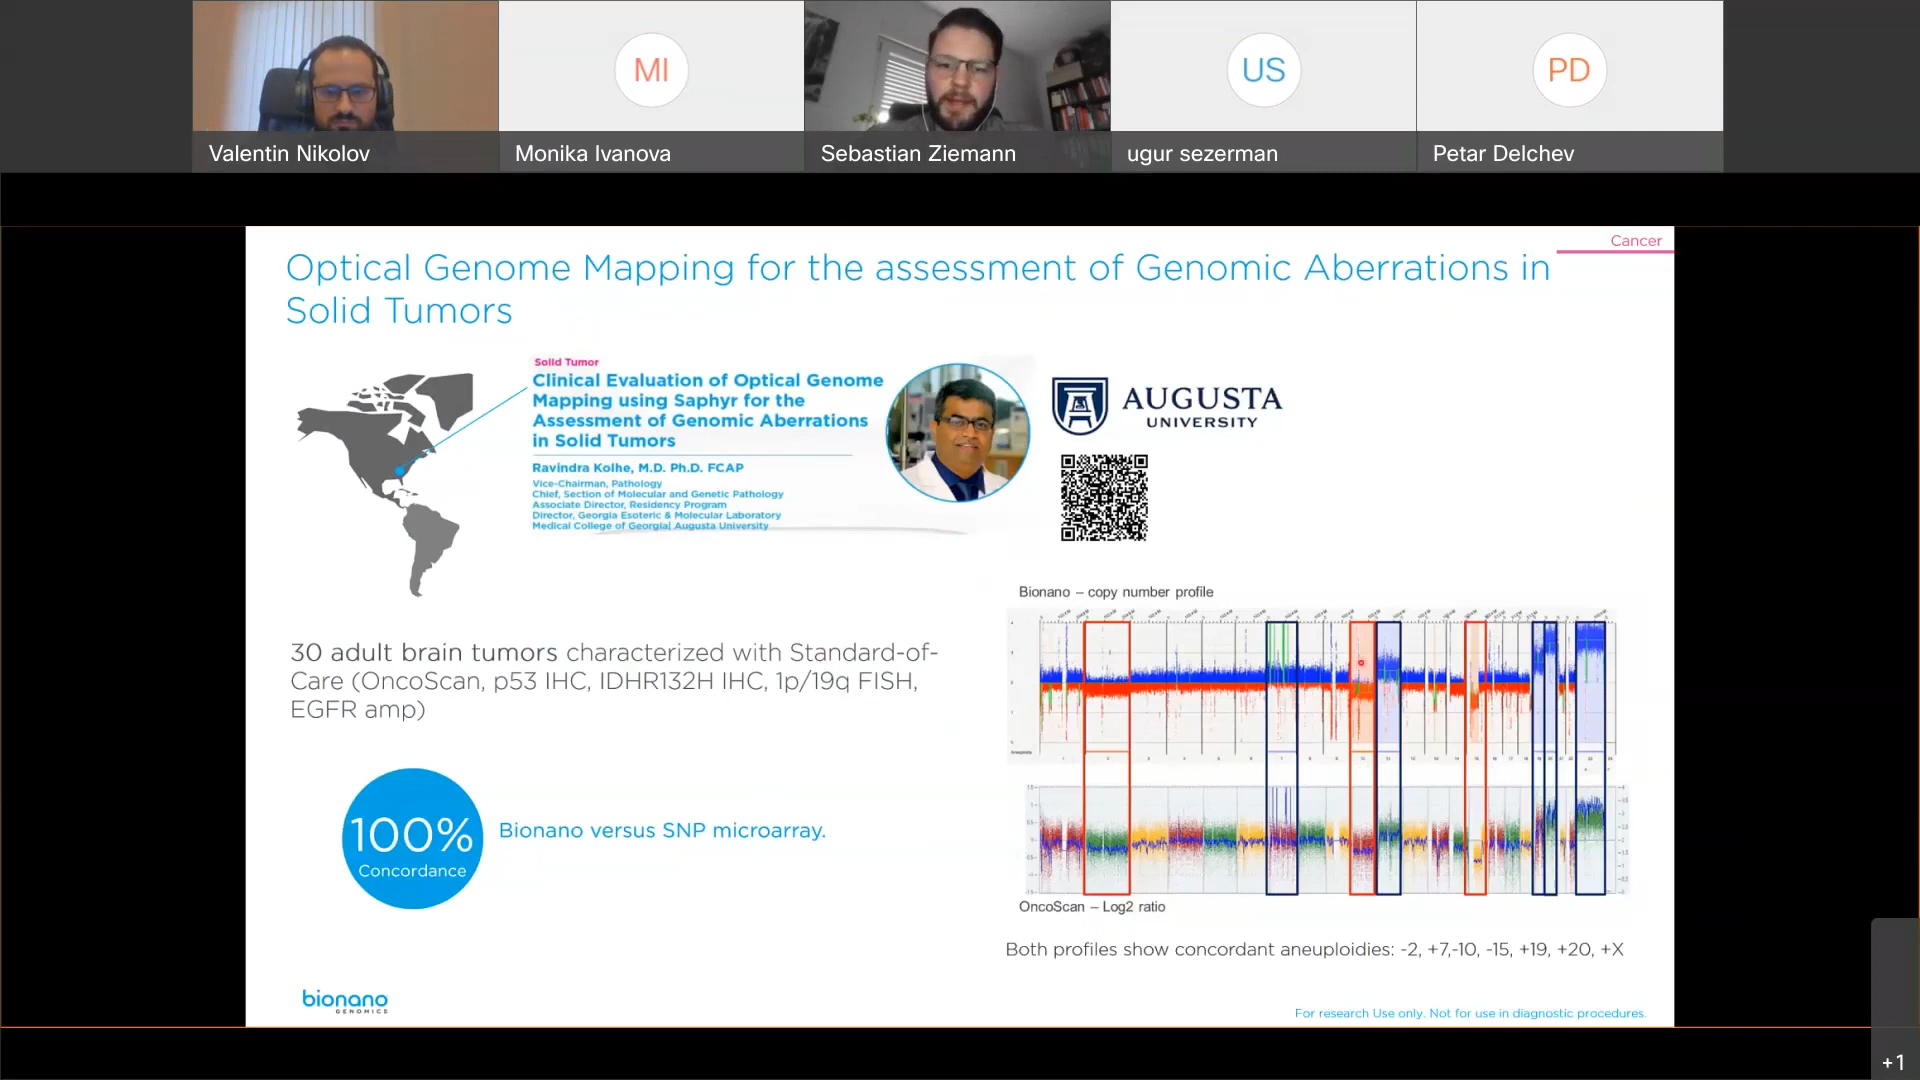 MI
US
PD
Valentin Nikolov
Monika Ivanova
Sebastian Ziemann
ugur sezerman
Petar Delchev
Cancer
Optical Genome Mapping for the assessment of Genomic Aberrations in
Solid Tumors
Solid Tumor
Clinical Evaluation of Optical Genome
Mapping using Saphyr for the
Assessment of Genomic Aberrations
in Solid Tumors
Ravindra Kolhe, M.D. Ph.D. FCAP
Vice-Chairman, Pathology
Chief, Section of Molecular and Genetic Pathology
Associate Director, Residency Program
Director, Georgia Esoteric & Molecular Laboratory
Medical College of Georgia| Augusta University
AUGUSTA
UNIVERSITY
Bionano – copy number profile
30 adult brain tumors characterized with Standard-of-
Care (OncoScan, p53 IHC, IDHR132H IHC, 1p/19q FISH,
EGFR amp)
100%
Concordance
Bionano versus SNP microarray.
OncoScan – Log2 ratio
Both profiles show concordant aneuploidies: -2, +7,-10, -15, +19, +20, +X
bionano
GENOMICS
For research Use only. Not for use in diagnostic procedures.
+1